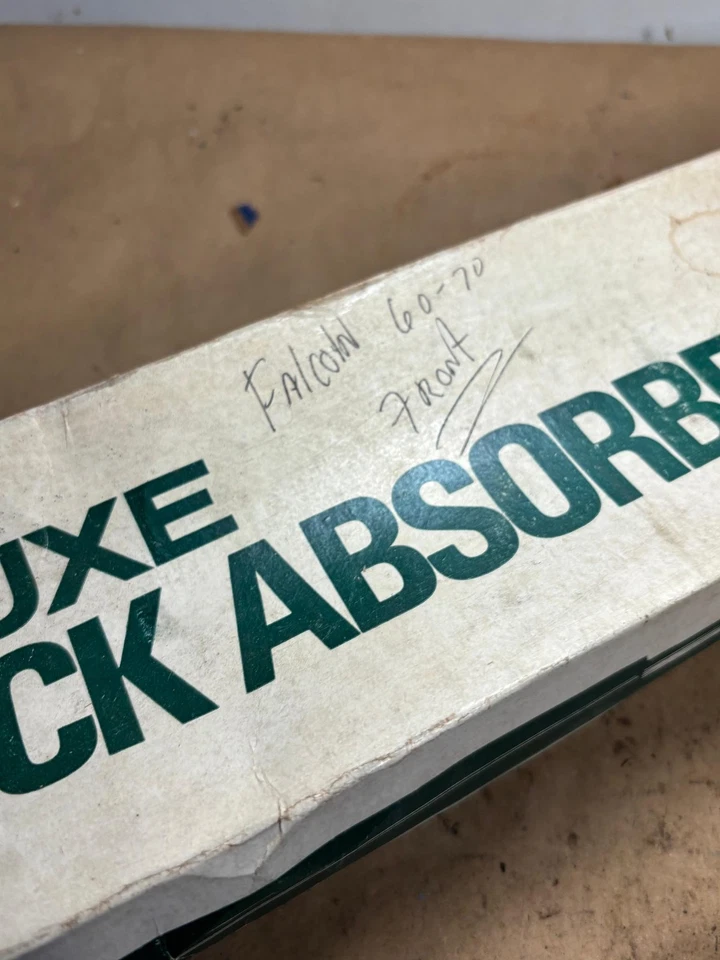 FALCON 60-70
FRONT
UXE
CK ABSORBE